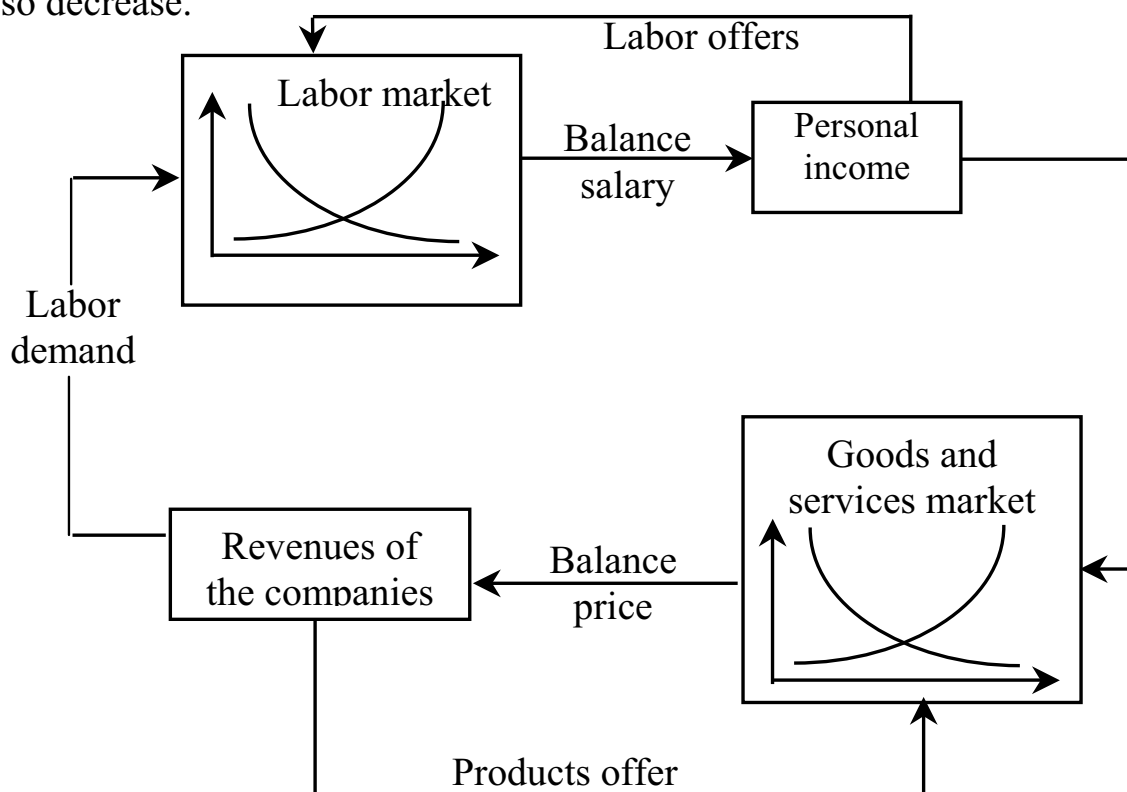 so decrease.
Labor offers
Labor market
Personal
income
Balance
salary
Labor
demand
Goods and
services market
Revenues of
the companies
Balance
price
Products offer